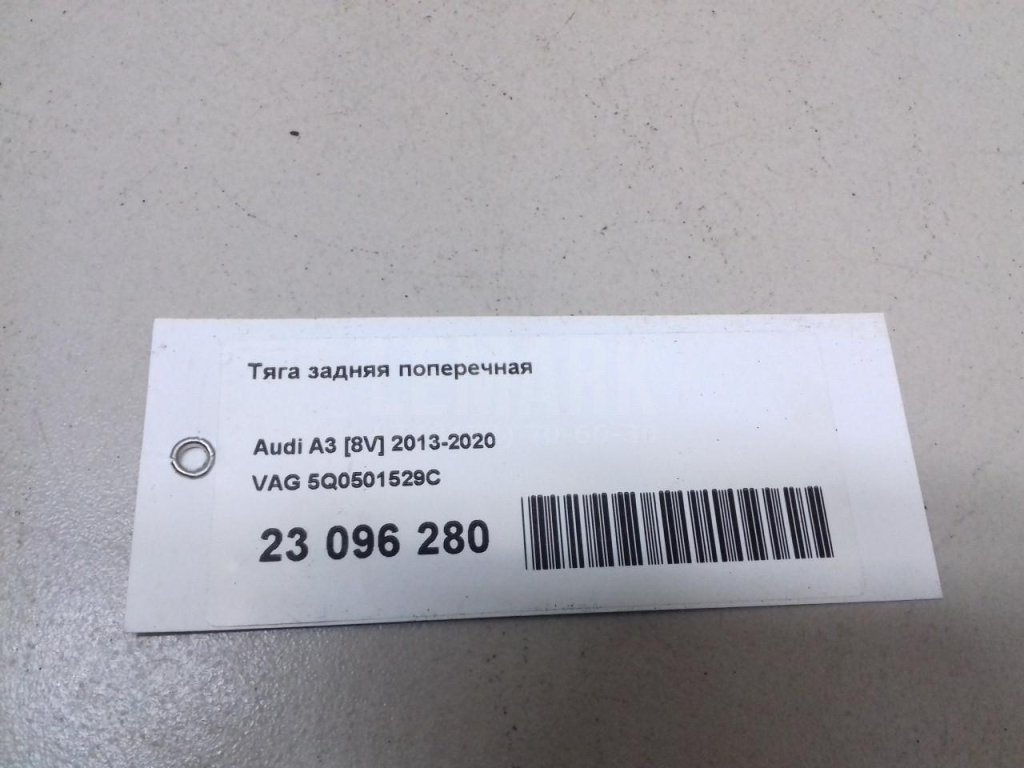 Тяга задняя поперечная
Audi A3 [8V] 2013-2020
VAG 5Q0501529C
23 096 280